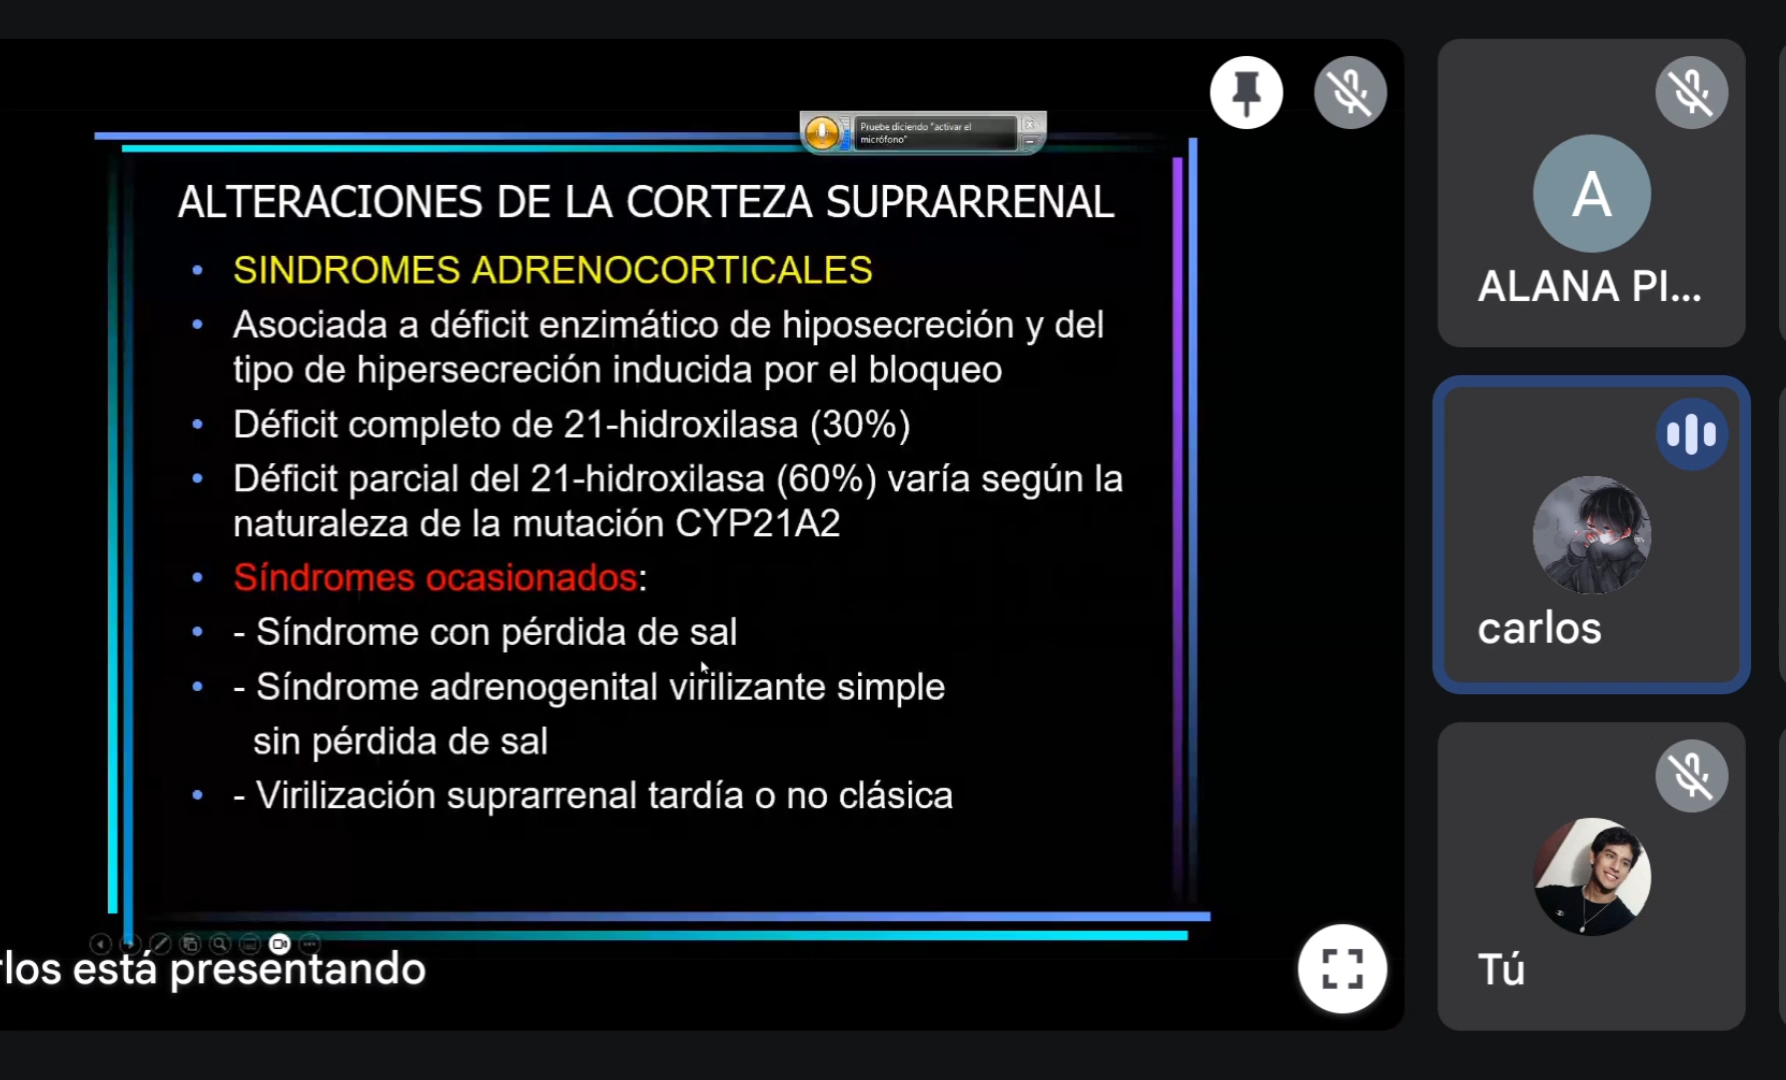 Pruebe diciendo "activar el
micrófono"
ALTERACIONES DE LA CORTEZA SUPRARRENAL
• SINDROMES ADRENOCORTICALES
• Asociada a déficit enzimático de hiposecreción y del
tipo de hipersecreción inducida por el bloqueo
• Déficit completo de 21-hidroxilasa (30%)
• Déficit parcial del 21-hidroxilasa (60%) varía según la
naturaleza de la mutación CYP21A2
• Síndromes ocasionados:
• - Síndrome con pérdida de sal
• - Síndrome adrenogenital virilizante simple
sin pérdida de sal
• - Virilización suprarrenal tardía o no clásica
rlos está presentando
A
ALANA PI...
carlos
Tú